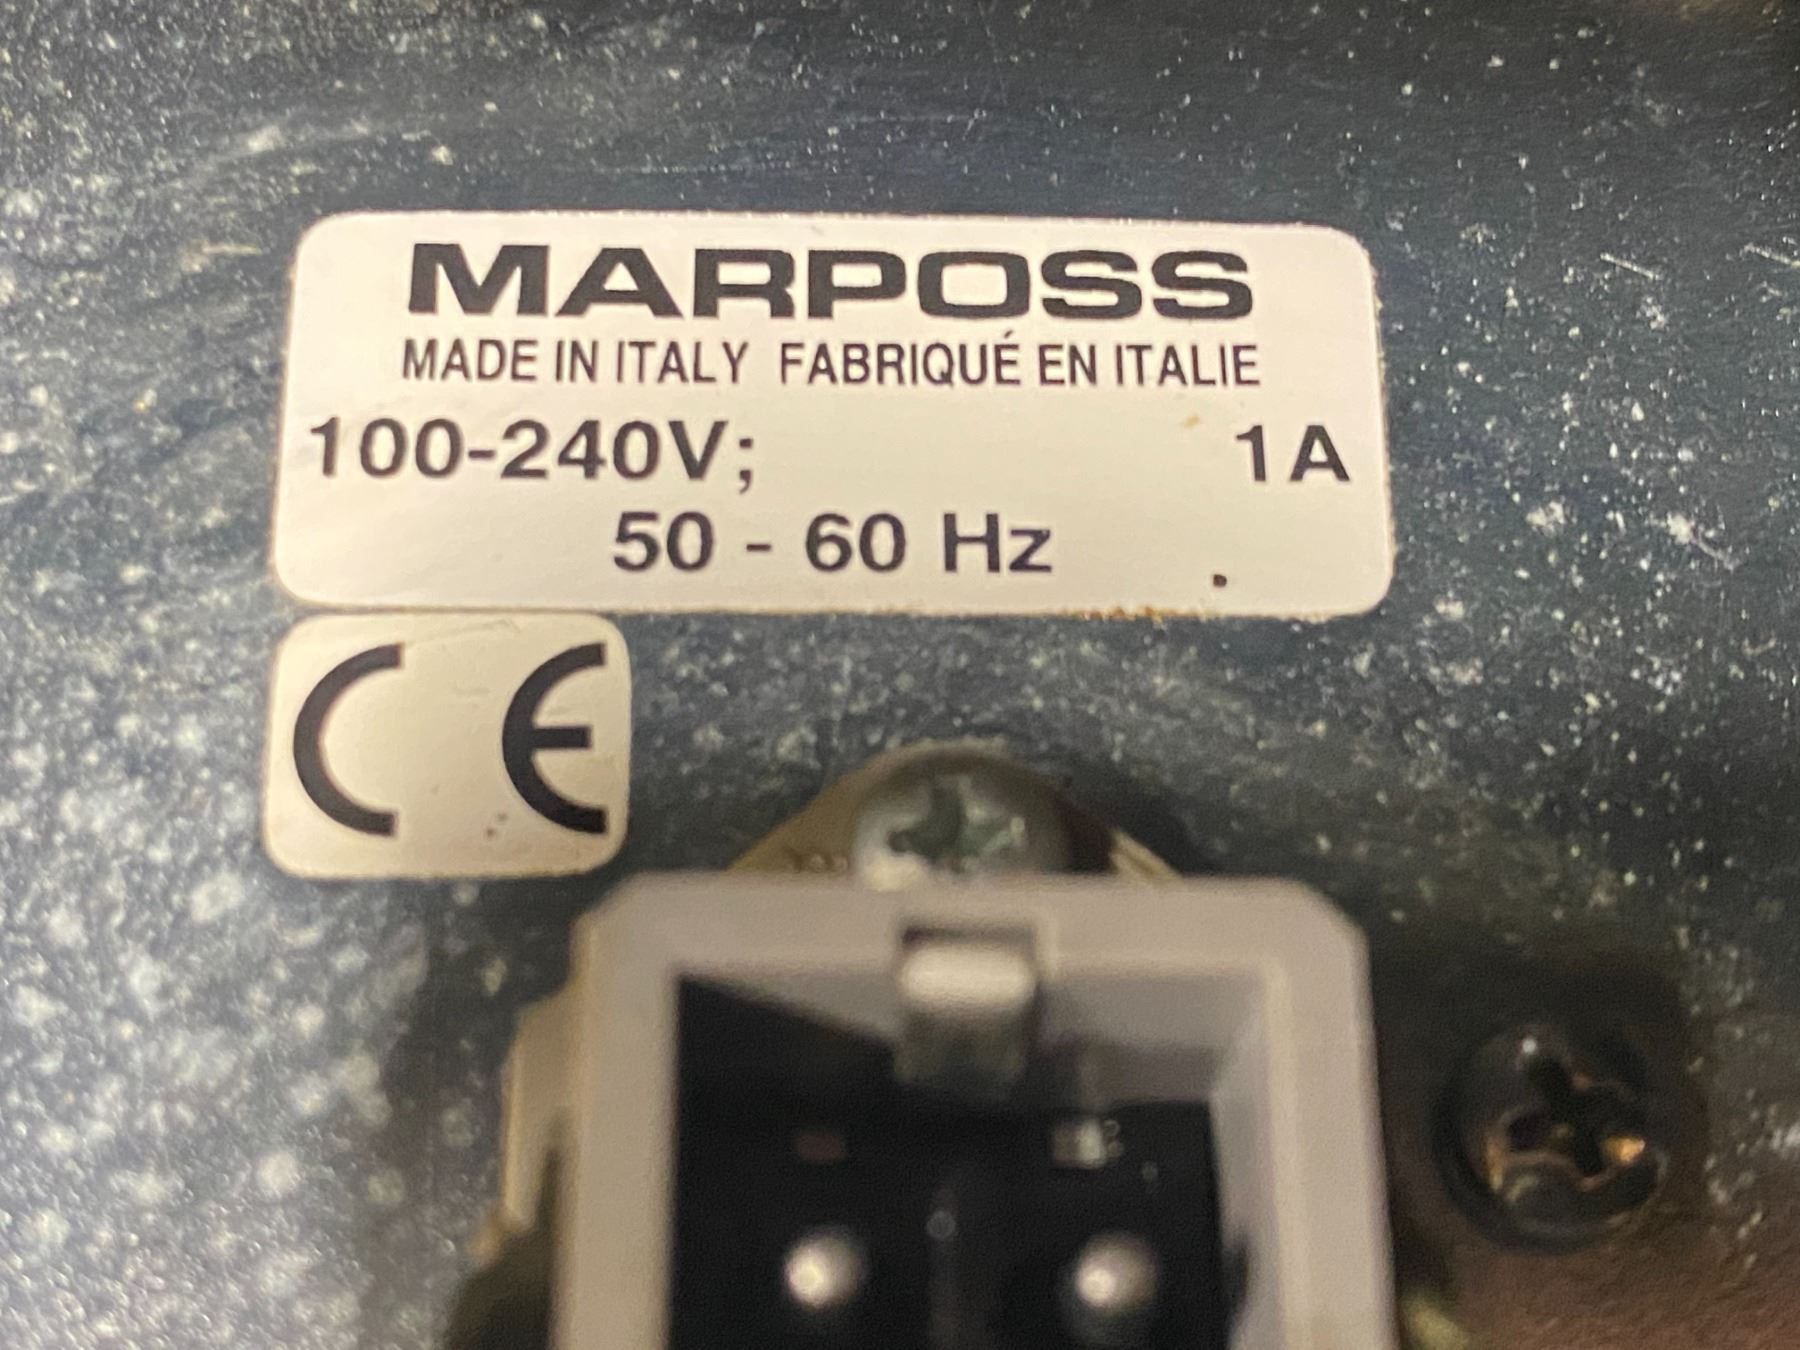 MARPOSS
MADE IN ITALY FABRIQUÉ EN ITALIE
100-240V; 1A
50 - 60 Hz
CE